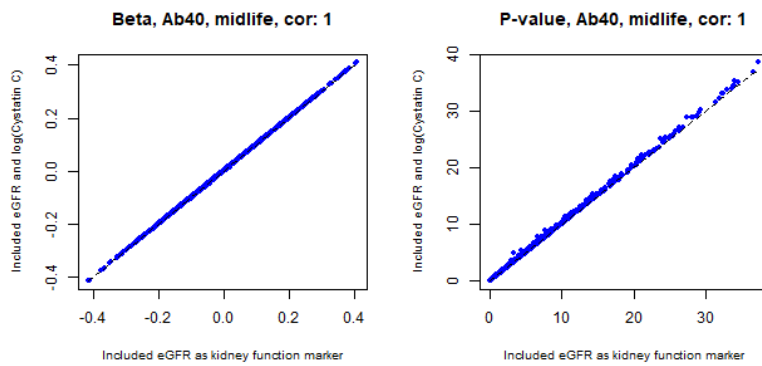 Beta, Ab40, midlife, cor: 1
Included eGFR and log(Cystatin C)
0.4
0.2
0.0
-0.2
-0.4
-0.4 -0.2 0.0 0.2 0.4
Included eGFR as kidney function marker
P-value, Ab40, midlife, cor: 1
Included eGFR and log(Cystatin C)
40
30
20
10
0
0 10 20 30
Included eGFR as kidney function marker